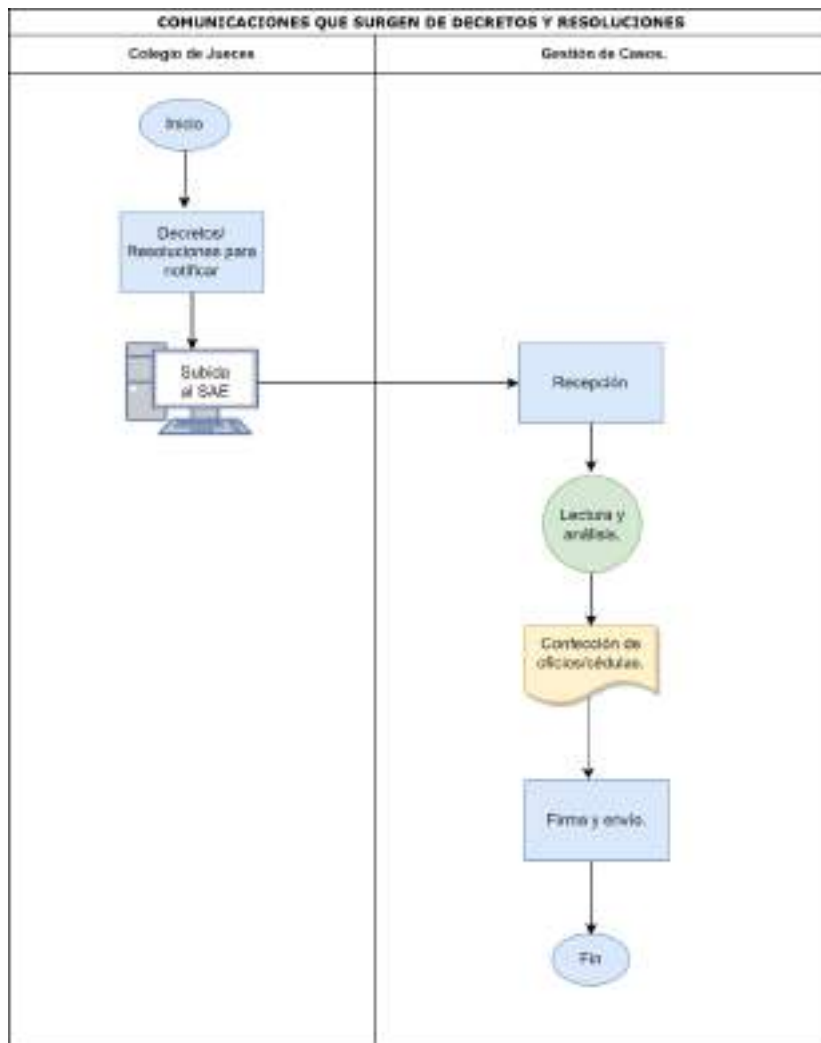 COMUNICACIONES QUE SURGEN DE DECRETOS Y RESOLUCIONES
Colegio de Jueces
Gestión de Casos.
Inicio
Decretos/
Resoluciones para
notificar
Subida
al SAE
Recepción
Lectura y
análisis.
Confección de
oficios/cédulas.
Firma y envío.
Fin